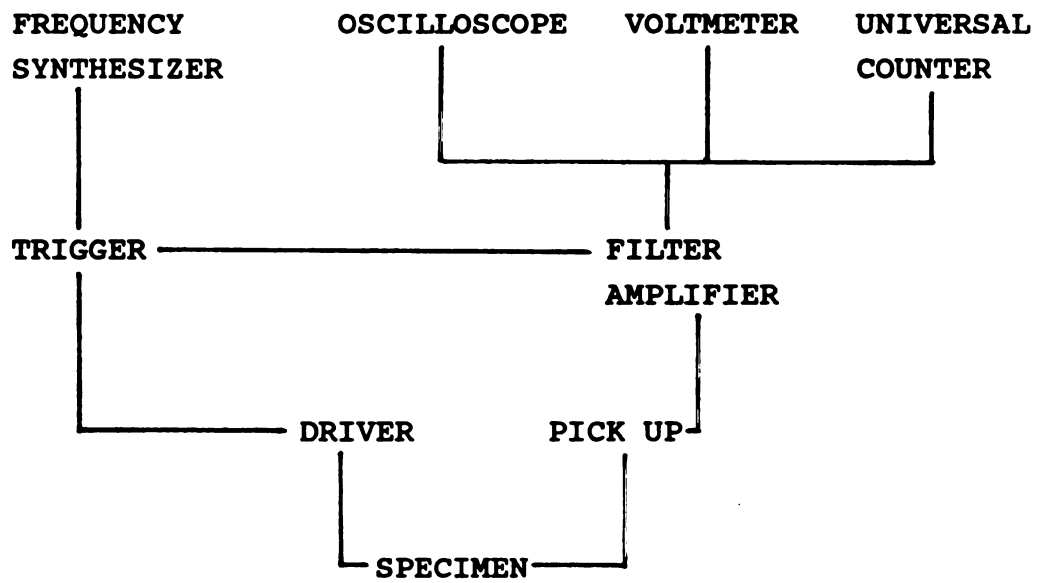 FREQUENCY
SYNTHESIZER
OSCILLOSCOPE
VOLTMETER
UNIVERSAL
COUNTER
TRIGGER
FILTER
AMPLIFIER
DRIVER
PICK UP
SPECIMEN